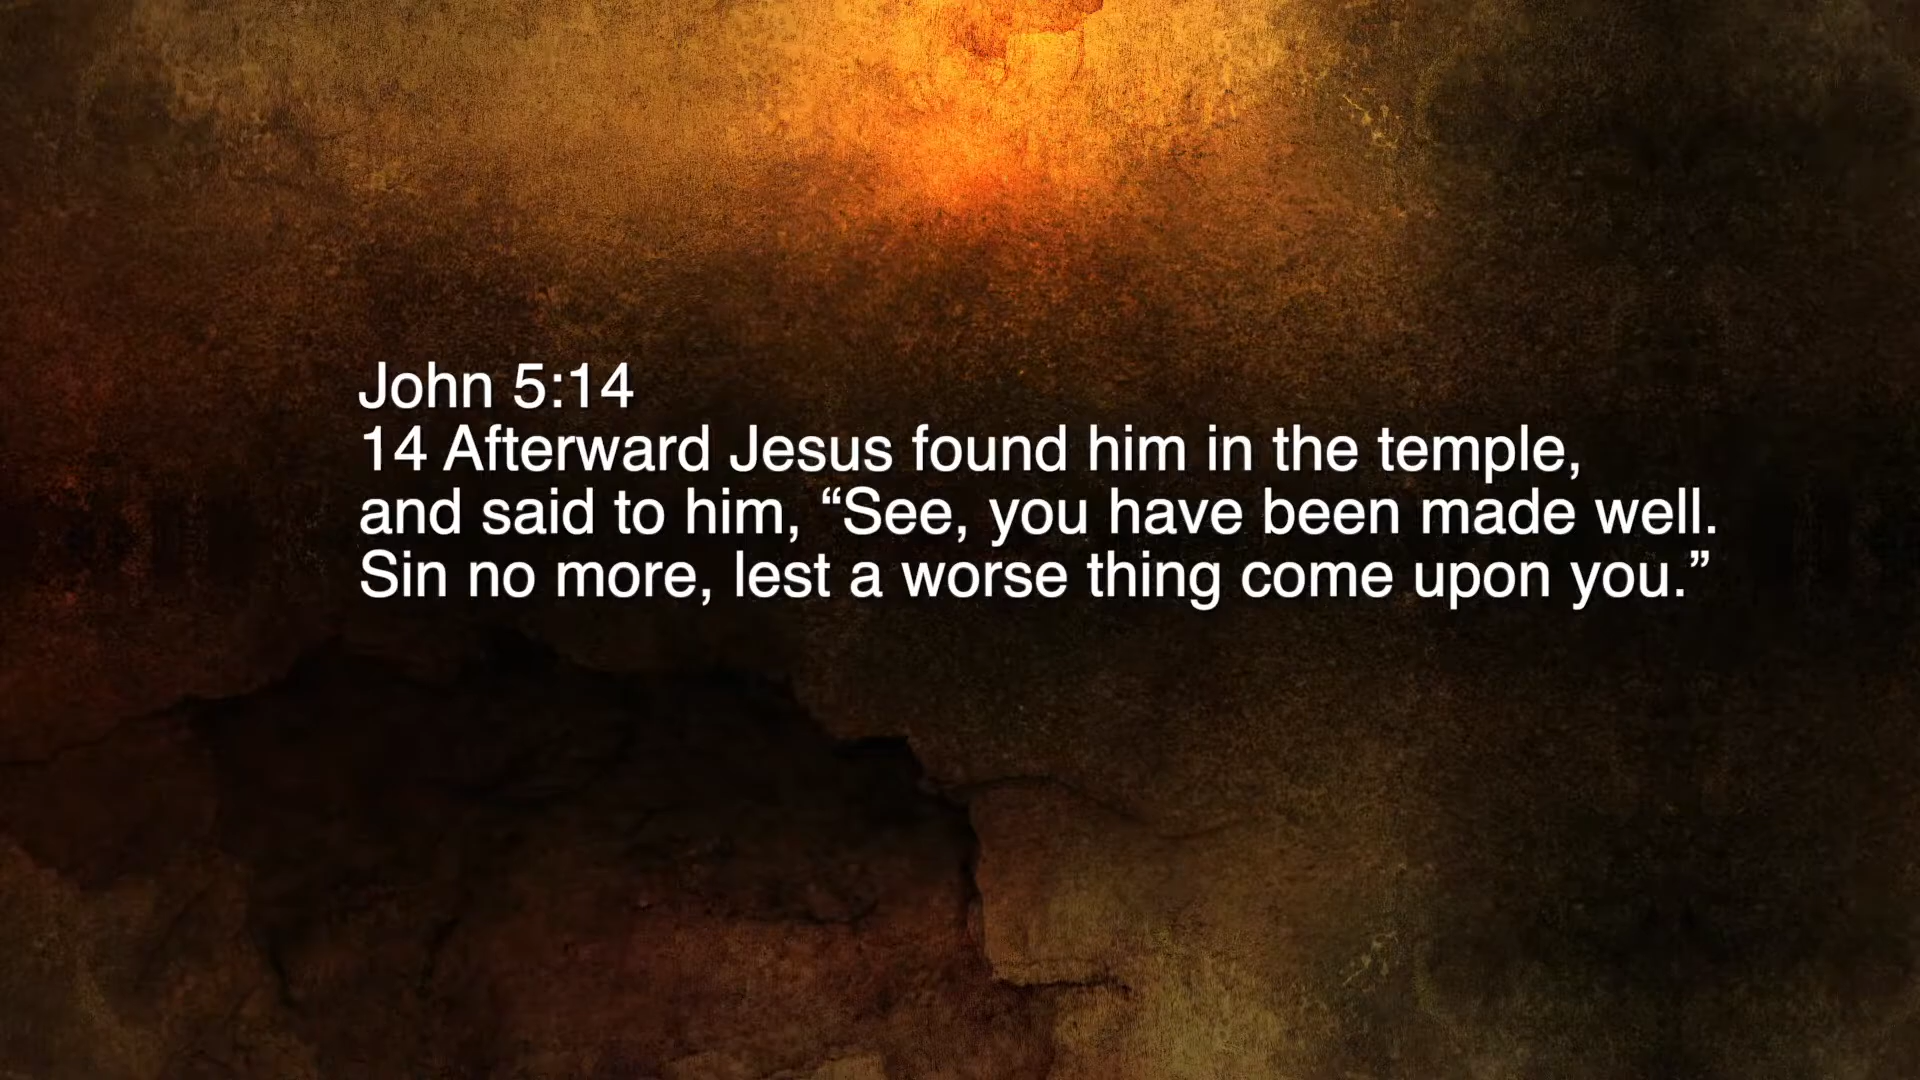 John 5:14
14 Afterward Jesus found him in the temple,
and said to him, “See, you have been made well.
Sin no more, lest a worse thing come upon you.”